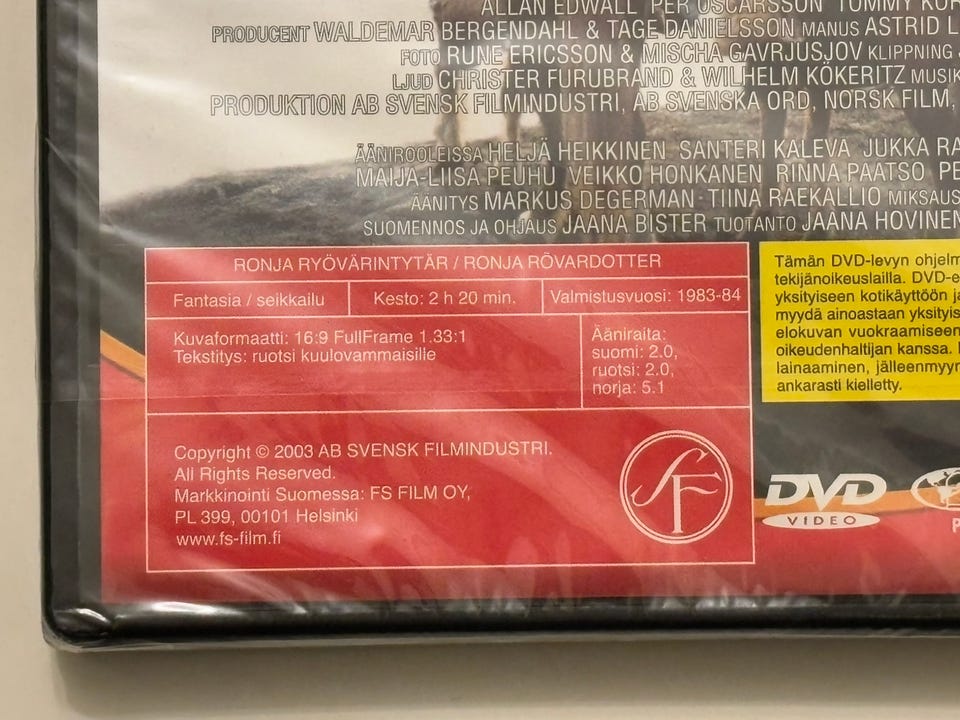 ALLAN EDWALL PER OSCARSSON TOMMY
PRODUCENT WALDEMAR BERGENDAHL & TAGE DANIELSSON MANUS ASTRID
FOTO RUNE ERICSSON & MISCHA GAVRJUSJOV KLIPPNING
LJUD CHRISTER FURUBRAND & WILHELM KÖKERITZ MUSIK
PRODUKTION AB SVENSK FILMINDUSTRI, AB SVENSKA ORD, NORSK FILM,
ÄÄNIROOLEISSA HELJÄ HEIKKINEN SANTERI KALEVA JUKKA
MAIJA-LIISA PEUHU VEIKKO HONKANEN RINNA PAATSO
ÄÄNITYS MARKUS DEGERMAN TIINA RAEKALLIO MIKSAUS
SUOMENNOS JA OHJAUS JAANA BISTER TUOTANTO JAANA HOVINEN
RONJA RYÖVÄRINTYTÄR / RONJA RÖVARDOTTER
Fantasia / seikkailu Kesto: 2 h 20 min. Valmistusvuosi: 1983-84
Kuvaformaatti: 16:9 FullFrame 1.33:1
Tekstitys: ruotsi kuulovammaisille
Ääniraita:
suomi: 2.0,
ruotsi: 2.0,
norja: 5.1
Copyright © 2003 AB SVENSK FILMINDUSTRI.
All Rights Reserved.
Markkinointi Suomessa: FS FILM OY,
PL 399, 00101 Helsinki
www.fs-film.fi
SF
Tämän DVD-levyn
tekijänoikeuslailla.
yksityiseen kotikäyttöön
myydä ainoastaan
elokuvan vuokraamiseen
oikeudenhaltijan kanssa.
lainaaminen,
ankarasti kielletty.
DVD
VIDEO